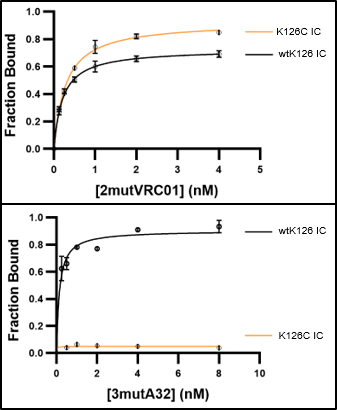 1.0
K126C IC
0.8
wtK126 IC
0.6
0.4
0.2
0.0
Fraction Bound
0 1 2 3 4 5
[2mutVRC01] (nM)
1.0
wtK126 IC
0.8
0.6
0.4
0.2
K126C IC
0.0
Fraction Bound
0 2 4 6 8 10
[3mutA32] (nM)